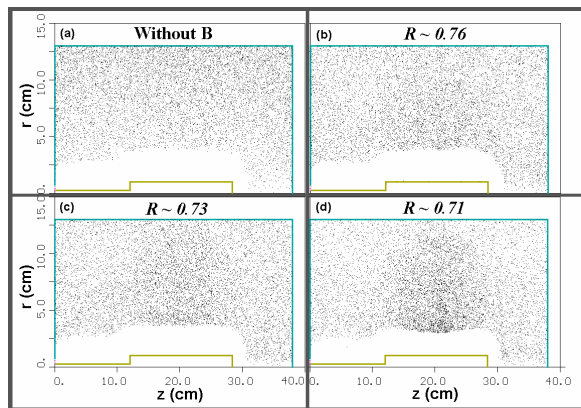 (a) Without B
(b) R ~ 0.76
15.0
10.0
5.0
0.
r (cm)
(c) R ~ 0.73
(d) R ~ 0.71
15.0
10.0
5.0
0.
r (cm)
0. 10.0 20.0 30.0 40.0
0. 10.0 20.0 30.0 40.0
z (cm)
z (cm)